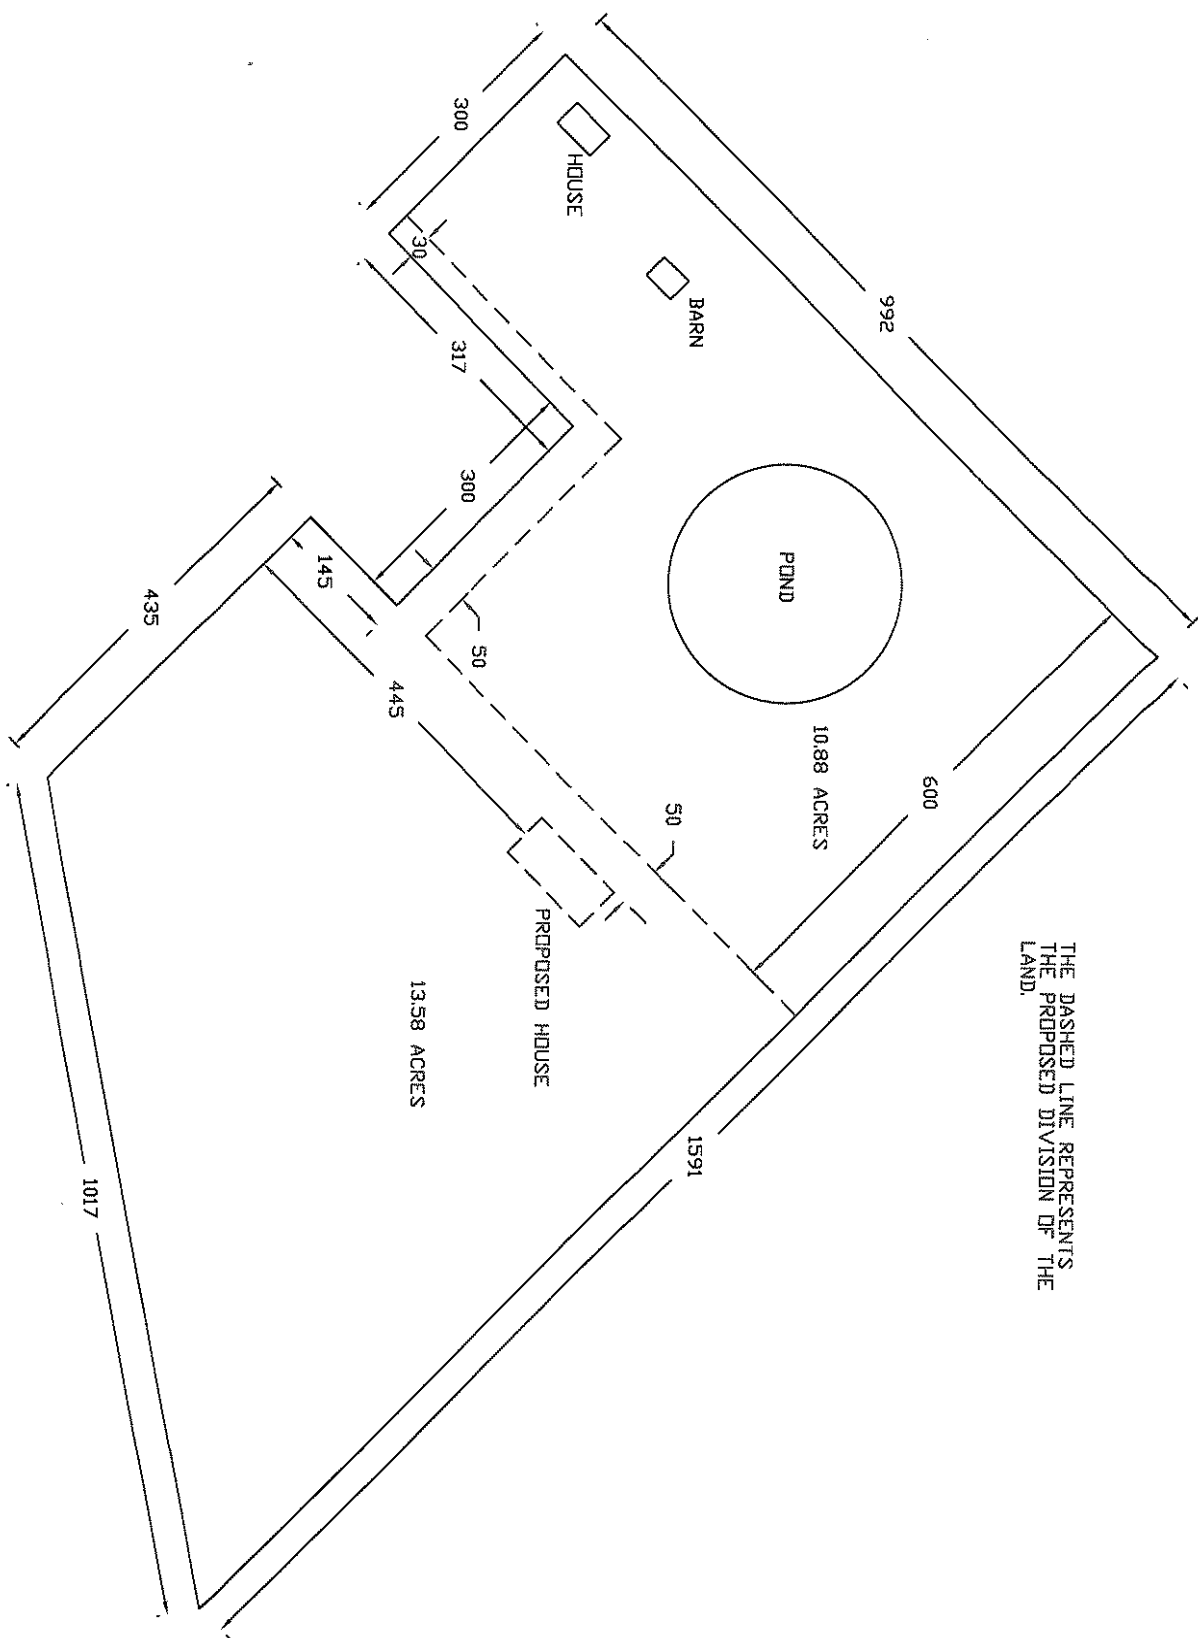 THE DASHED LINE REPRESENTS
THE PROPOSED DIVISION OF THE
LAND.
992
300
HOUSE
30
BARN
317
300
POND
600
10.88 ACRES
145
435
50
445
50
PROPOSED HOUSE
13.58 ACRES
1591
1017